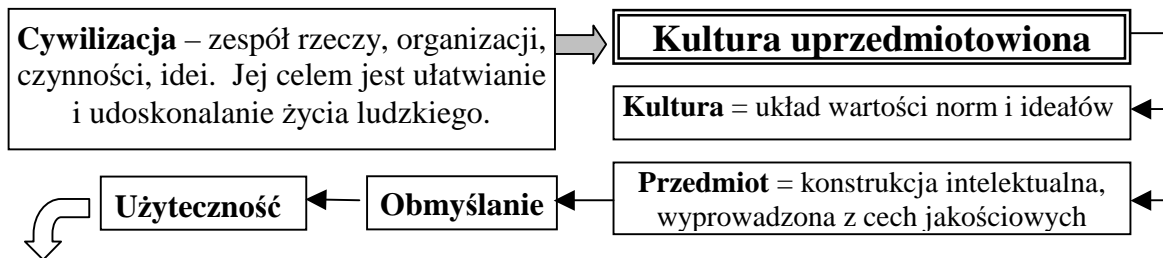 Cywilizacja – zespół rzeczy, organizacji,
czynności, idei. Jej celem jest ułatwianie
i udoskonalanie życia ludzkiego.
Kultura uprzedmiotowiona
Kultura = układ wartości norm i ideałów
Przedmiot = konstrukcja intelektualna,
wyprowadzona z cech jakościowych
Obmyślanie
Użyteczność